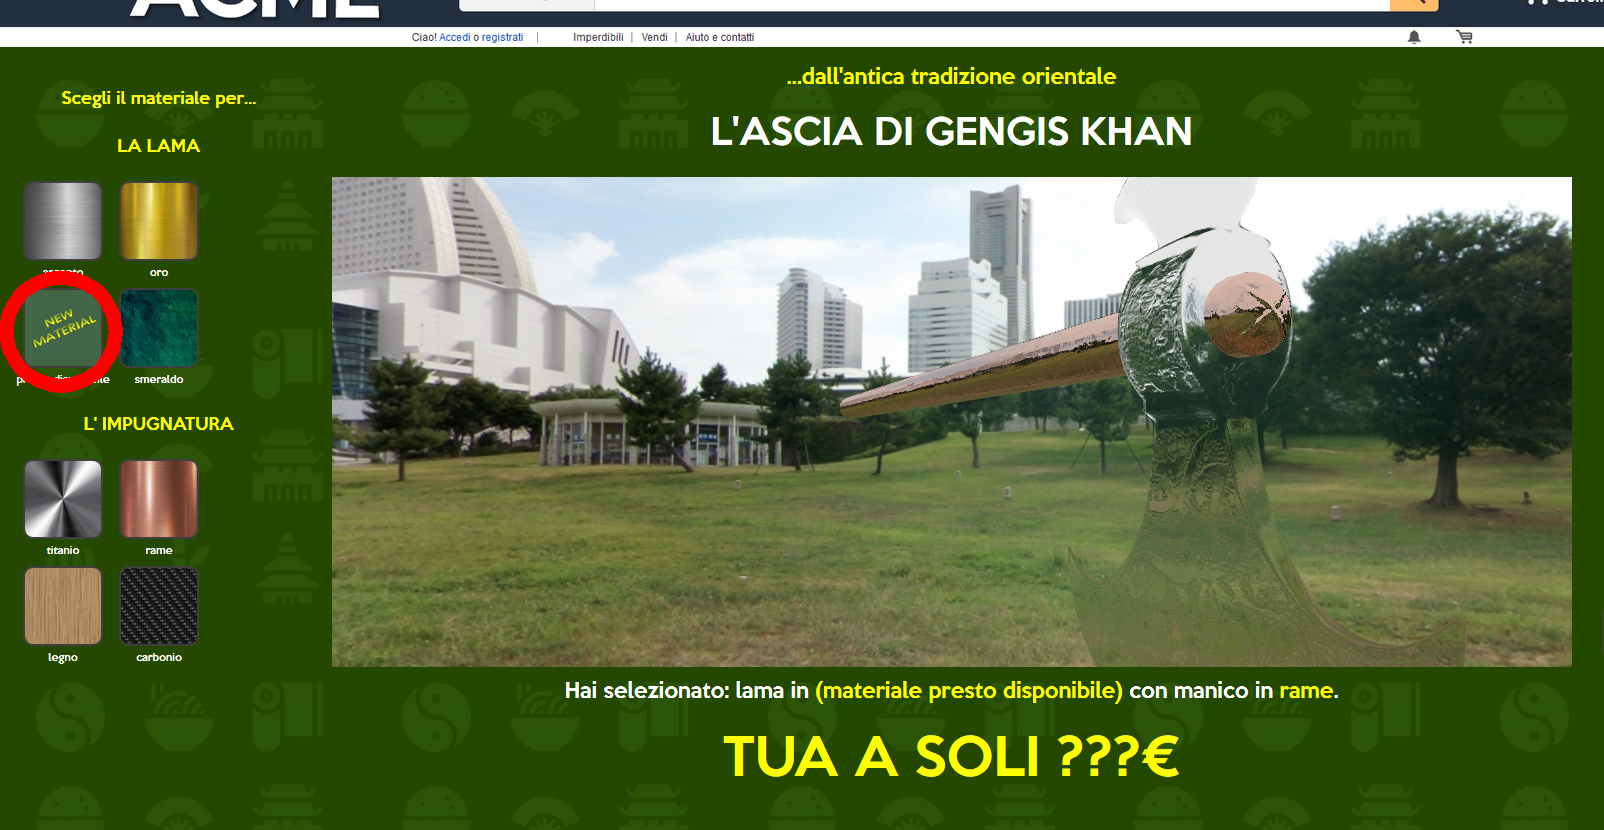 ACME
Ciao! Accedi o registrati | Imperdibili | Vendi | Aiuto e contatti
...dall'antica tradizione orientale
L'ASCIA DI GENGIS KHAN
Scegli il materiale per...
LA LAMA
argento oro
NEW
MATERIAL
smeraldo
L' IMPUGNATURA
titanio rame
legno carbonio
Hai selezionato: lama in (materiale presto disponibile) con manico in rame.
TUA A SOLI ???€